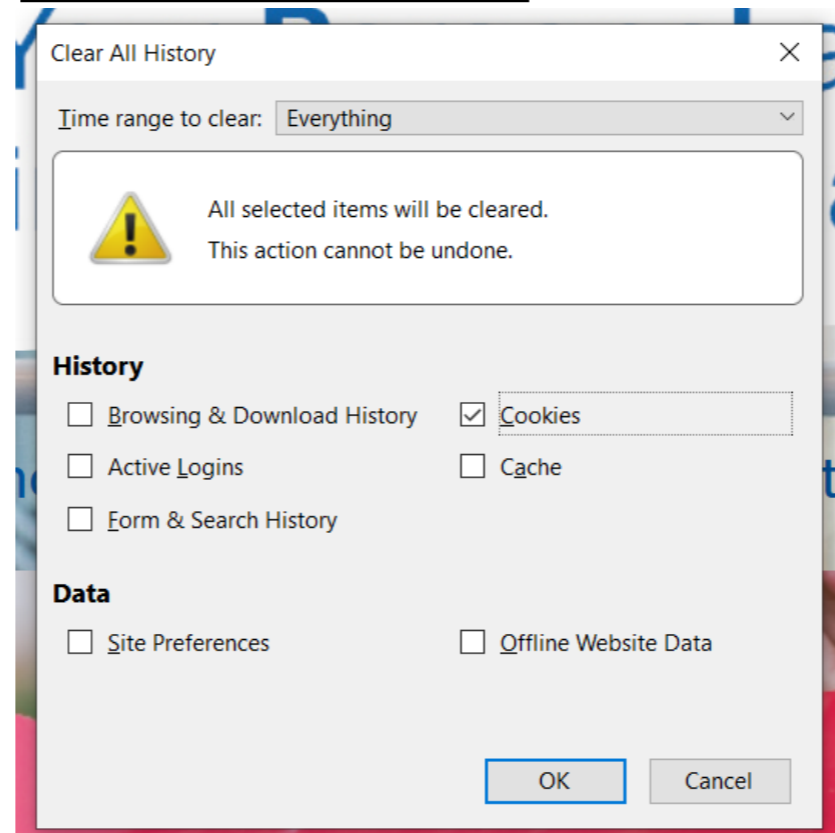 Clear All History
Time range to clear: Everything
All selected items will be cleared.
This action cannot be undone.
History
Browsing & Download History Cookies
Active Logins Cache
Form & Search History
Data
Site Preferences Offline Website Data
OK Cancel